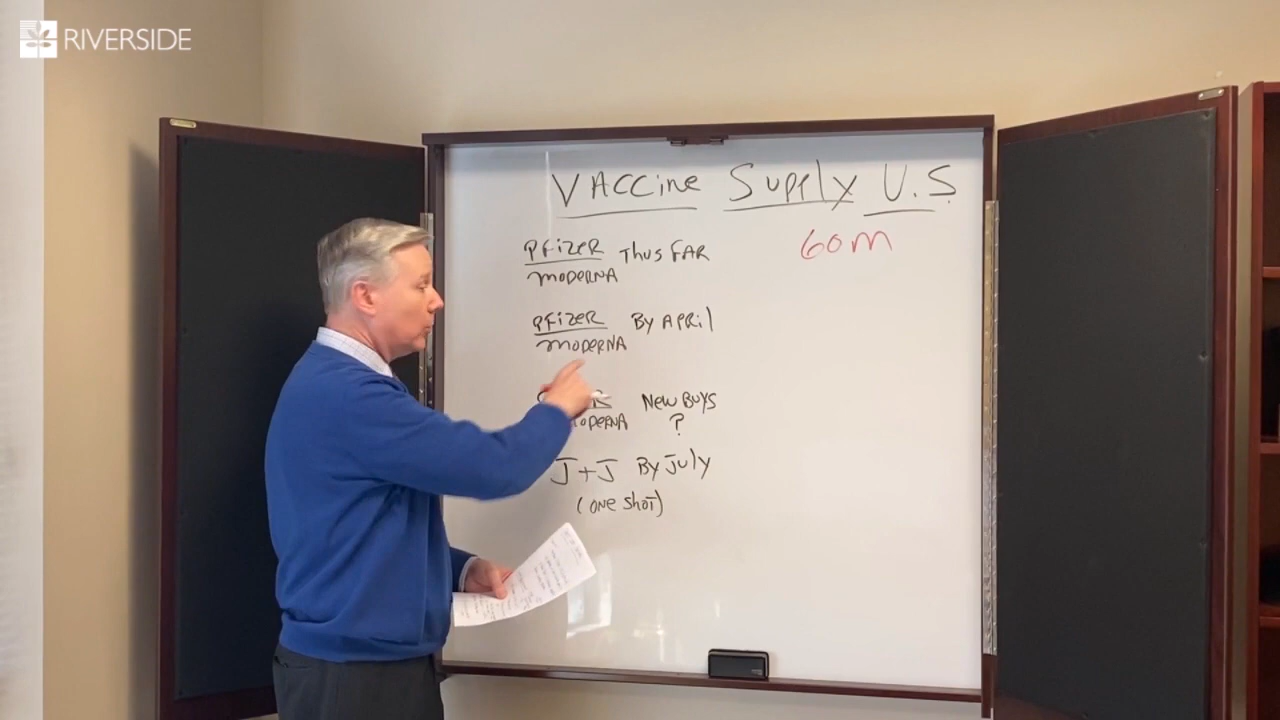 RIVERSIDE
VACCine Supply U.S.
PfizER Thus FAR 60m
moDERNA
PfizER By APRil
moDERNA
New Buys
?
J+J By July
(one shot)